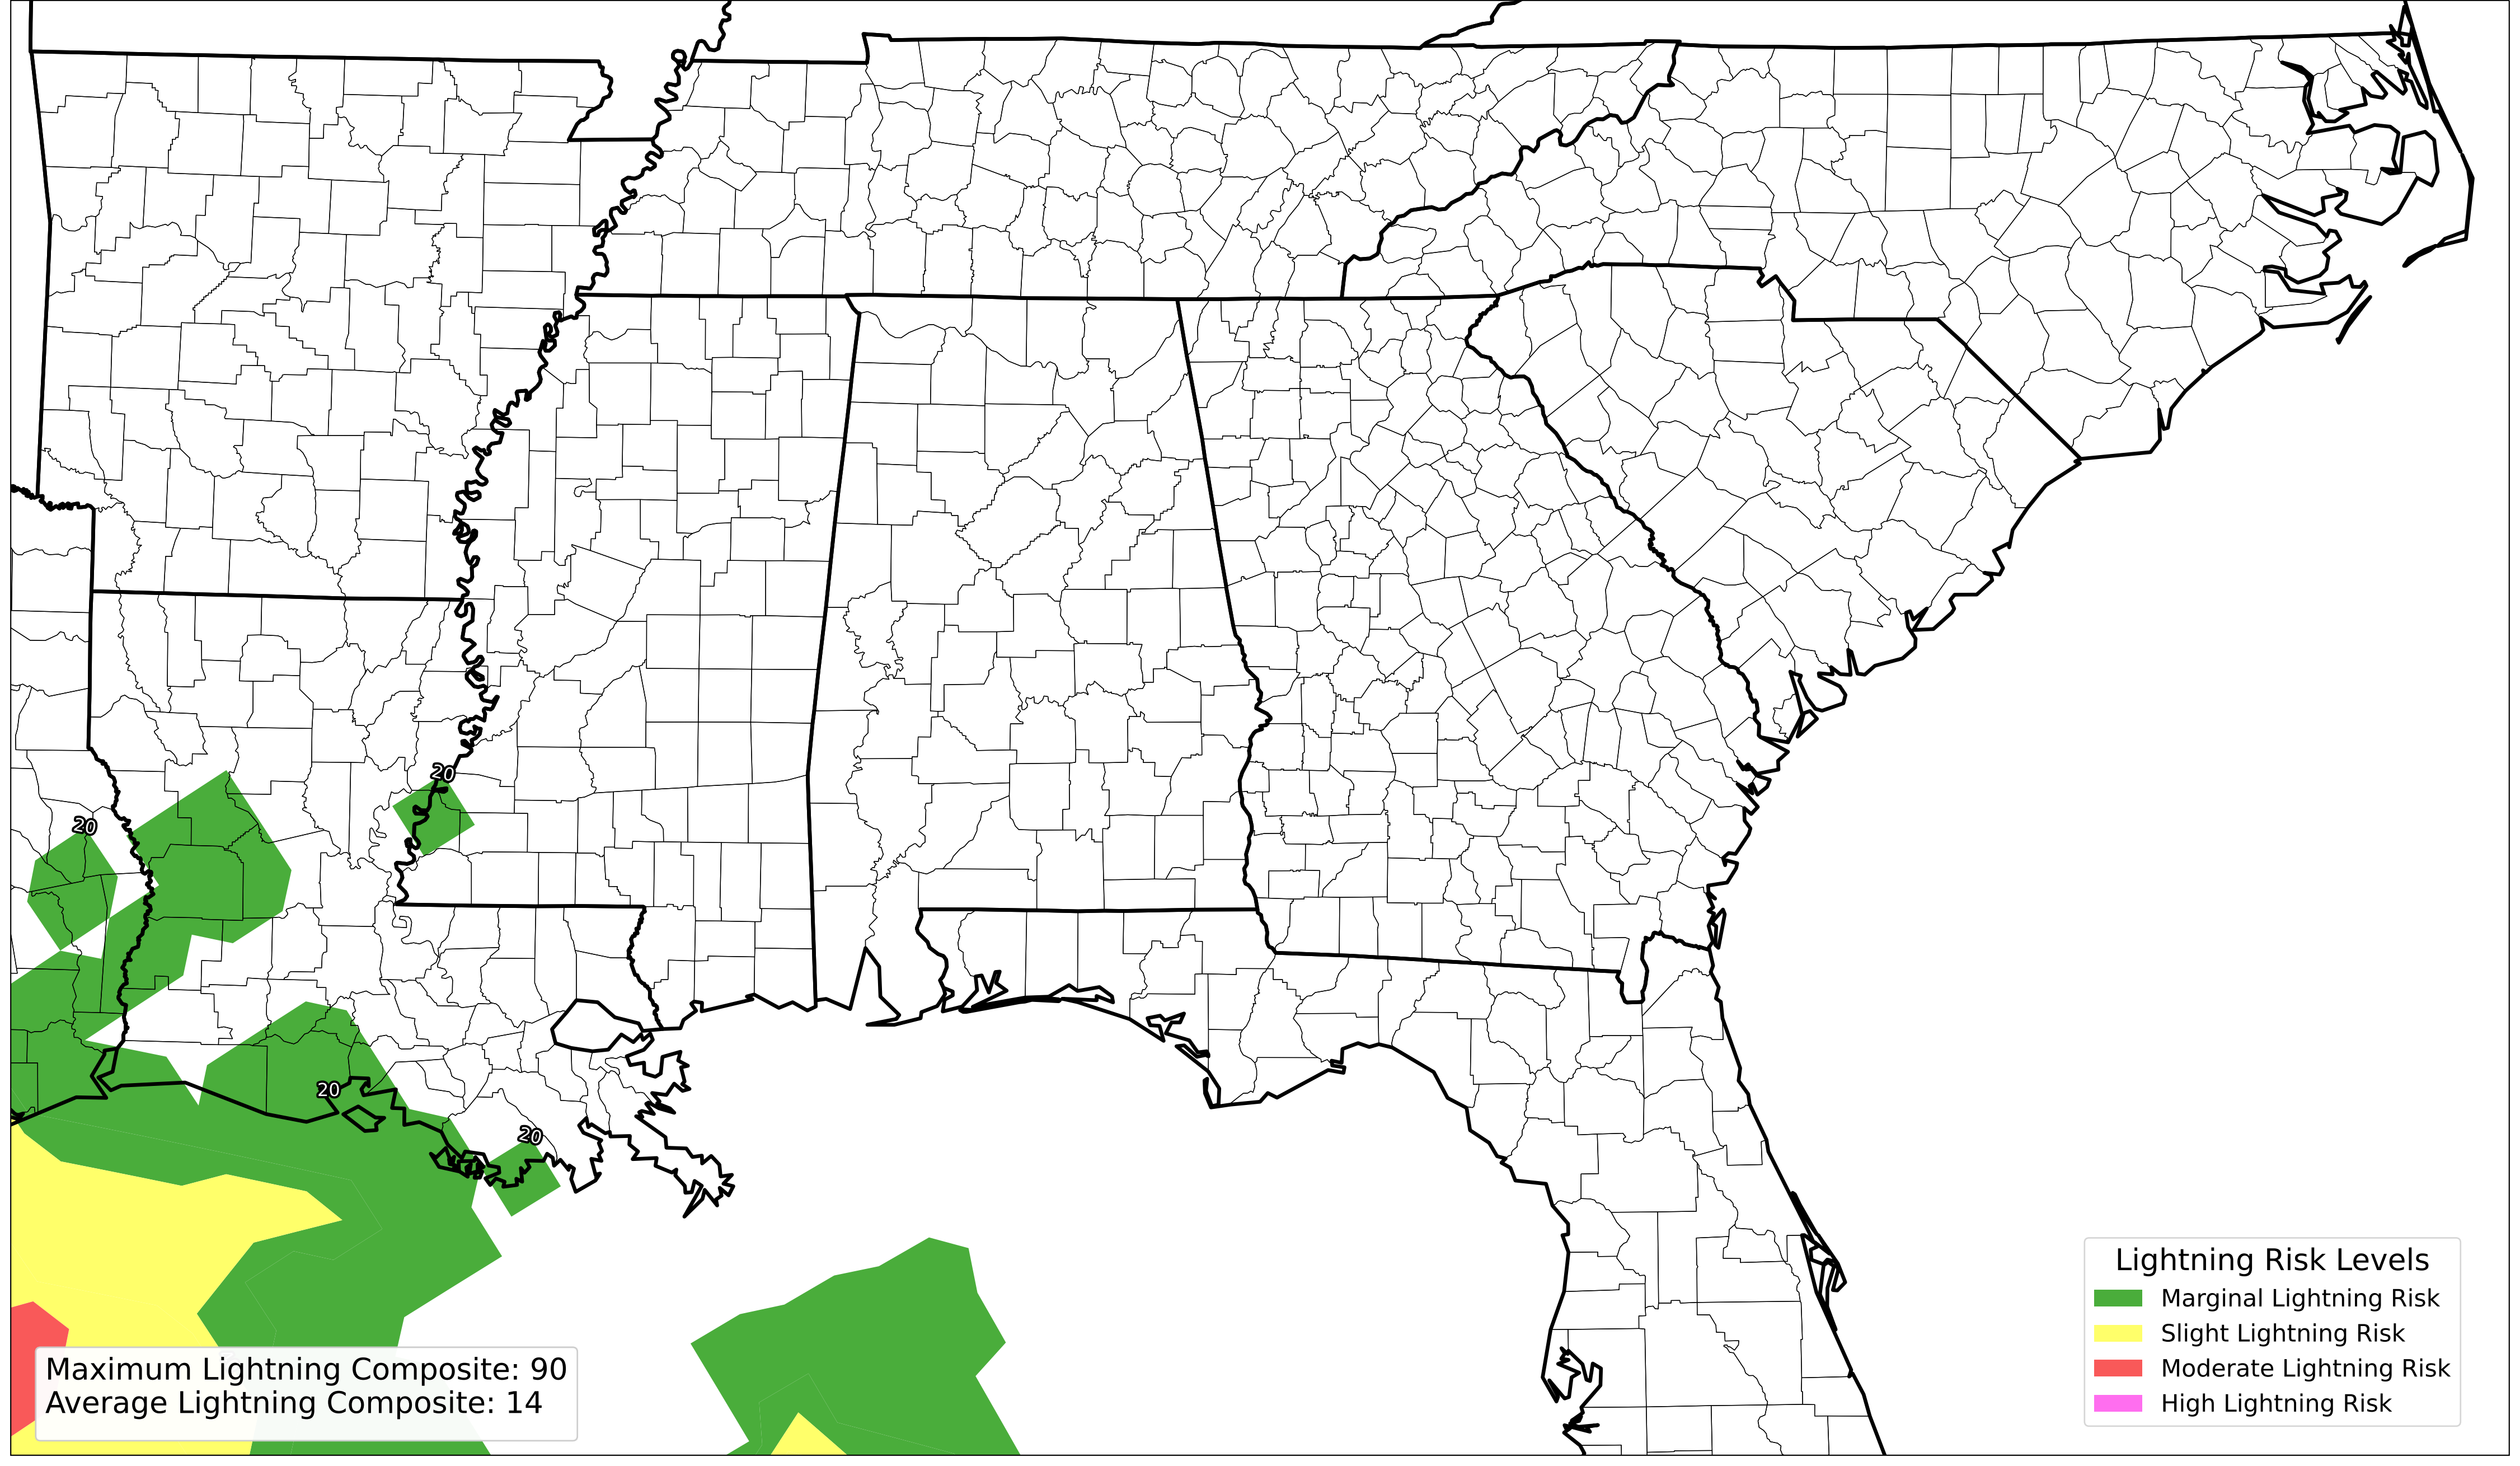 20
20
20
20
Lightning Risk Levels
Marginal Lightning Risk
Slight Lightning Risk
Moderate Lightning Risk
High Lightning Risk
Maximum Lightning Composite: 90
Average Lightning Composite: 14